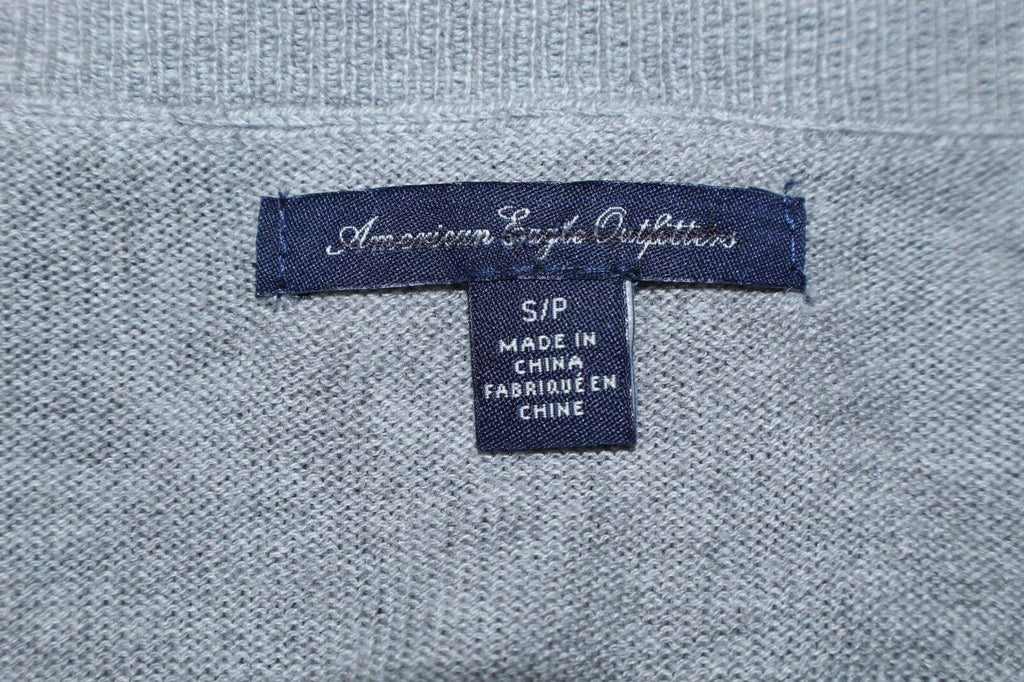 American Eagle Outfitters
S/P
MADE IN
CHINA
FABRIQUÉ EN
CHINE